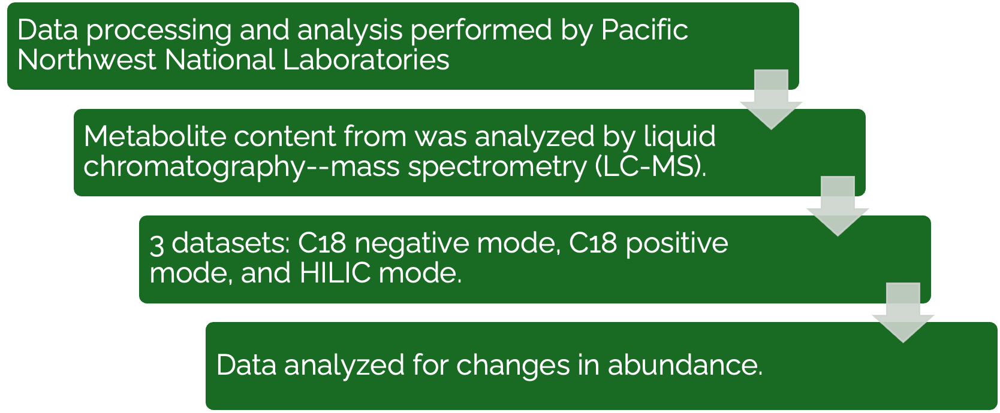 Data processing and analysis performed by Pacific
Northwest National Laboratories
Metabolite content from was analyzed by liquid
chromatography--mass spectrometry (LC-MS).
3 datasets: C18 negative mode, C18 positive
mode, and HILIC mode.
Data analyzed for changes in abundance.